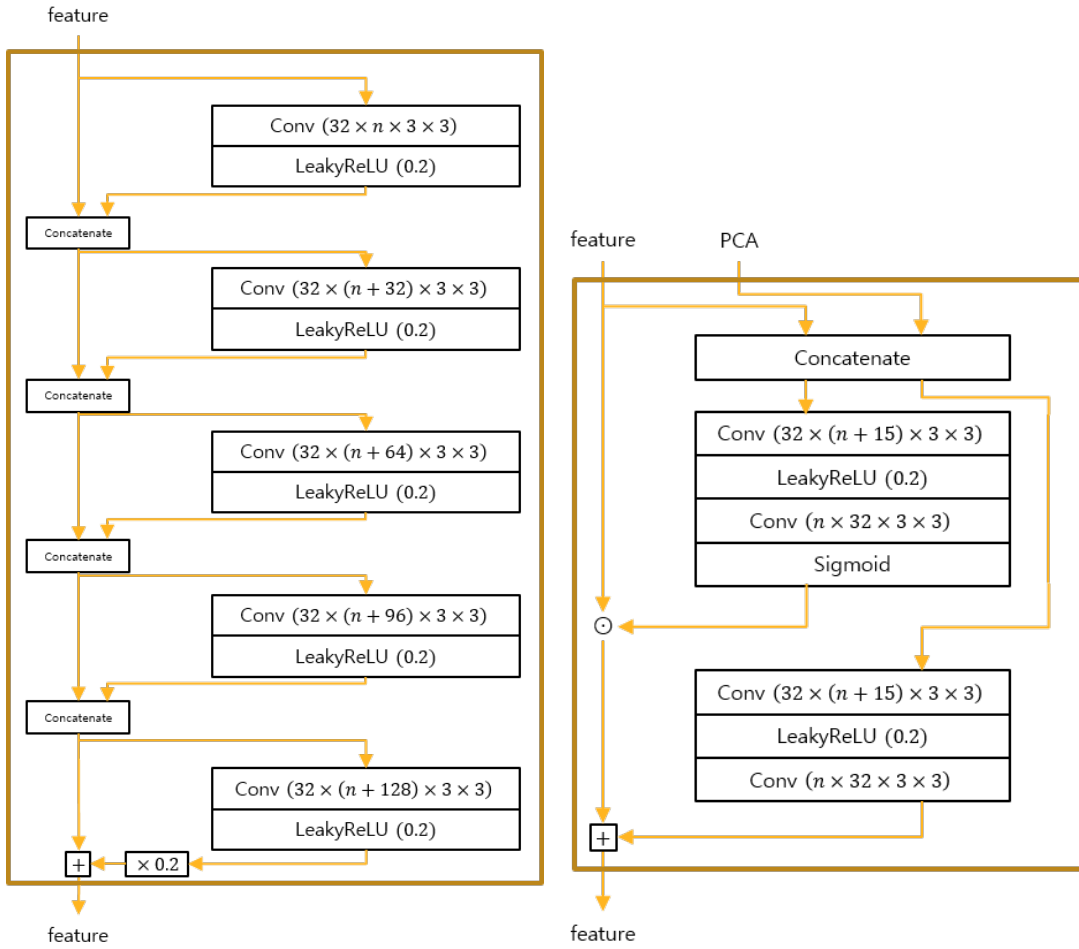 feature
Conv (32 × n × 3 × 3)
LeakyReLU (0.2)
Concatenate
Conv (32 × (n + 32) × 3 × 3)
LeakyReLU (0.2)
Concatenate
Conv (32 × (n + 64) × 3 × 3)
LeakyReLU (0.2)
Concatenate
Conv (32 × (n + 96) × 3 × 3)
LeakyReLU (0.2)
Concatenate
Conv (32 × (n + 128) × 3 × 3)
LeakyReLU (0.2)
+
× 0.2
feature
feature
PCA
Concatenate
Conv (32 × (n + 15) × 3 × 3)
LeakyReLU (0.2)
Conv (n × 32 × 3 × 3)
Sigmoid
⊙
Conv (32 × (n + 15) × 3 × 3)
LeakyReLU (0.2)
Conv (n × 32 × 3 × 3)
+
feature